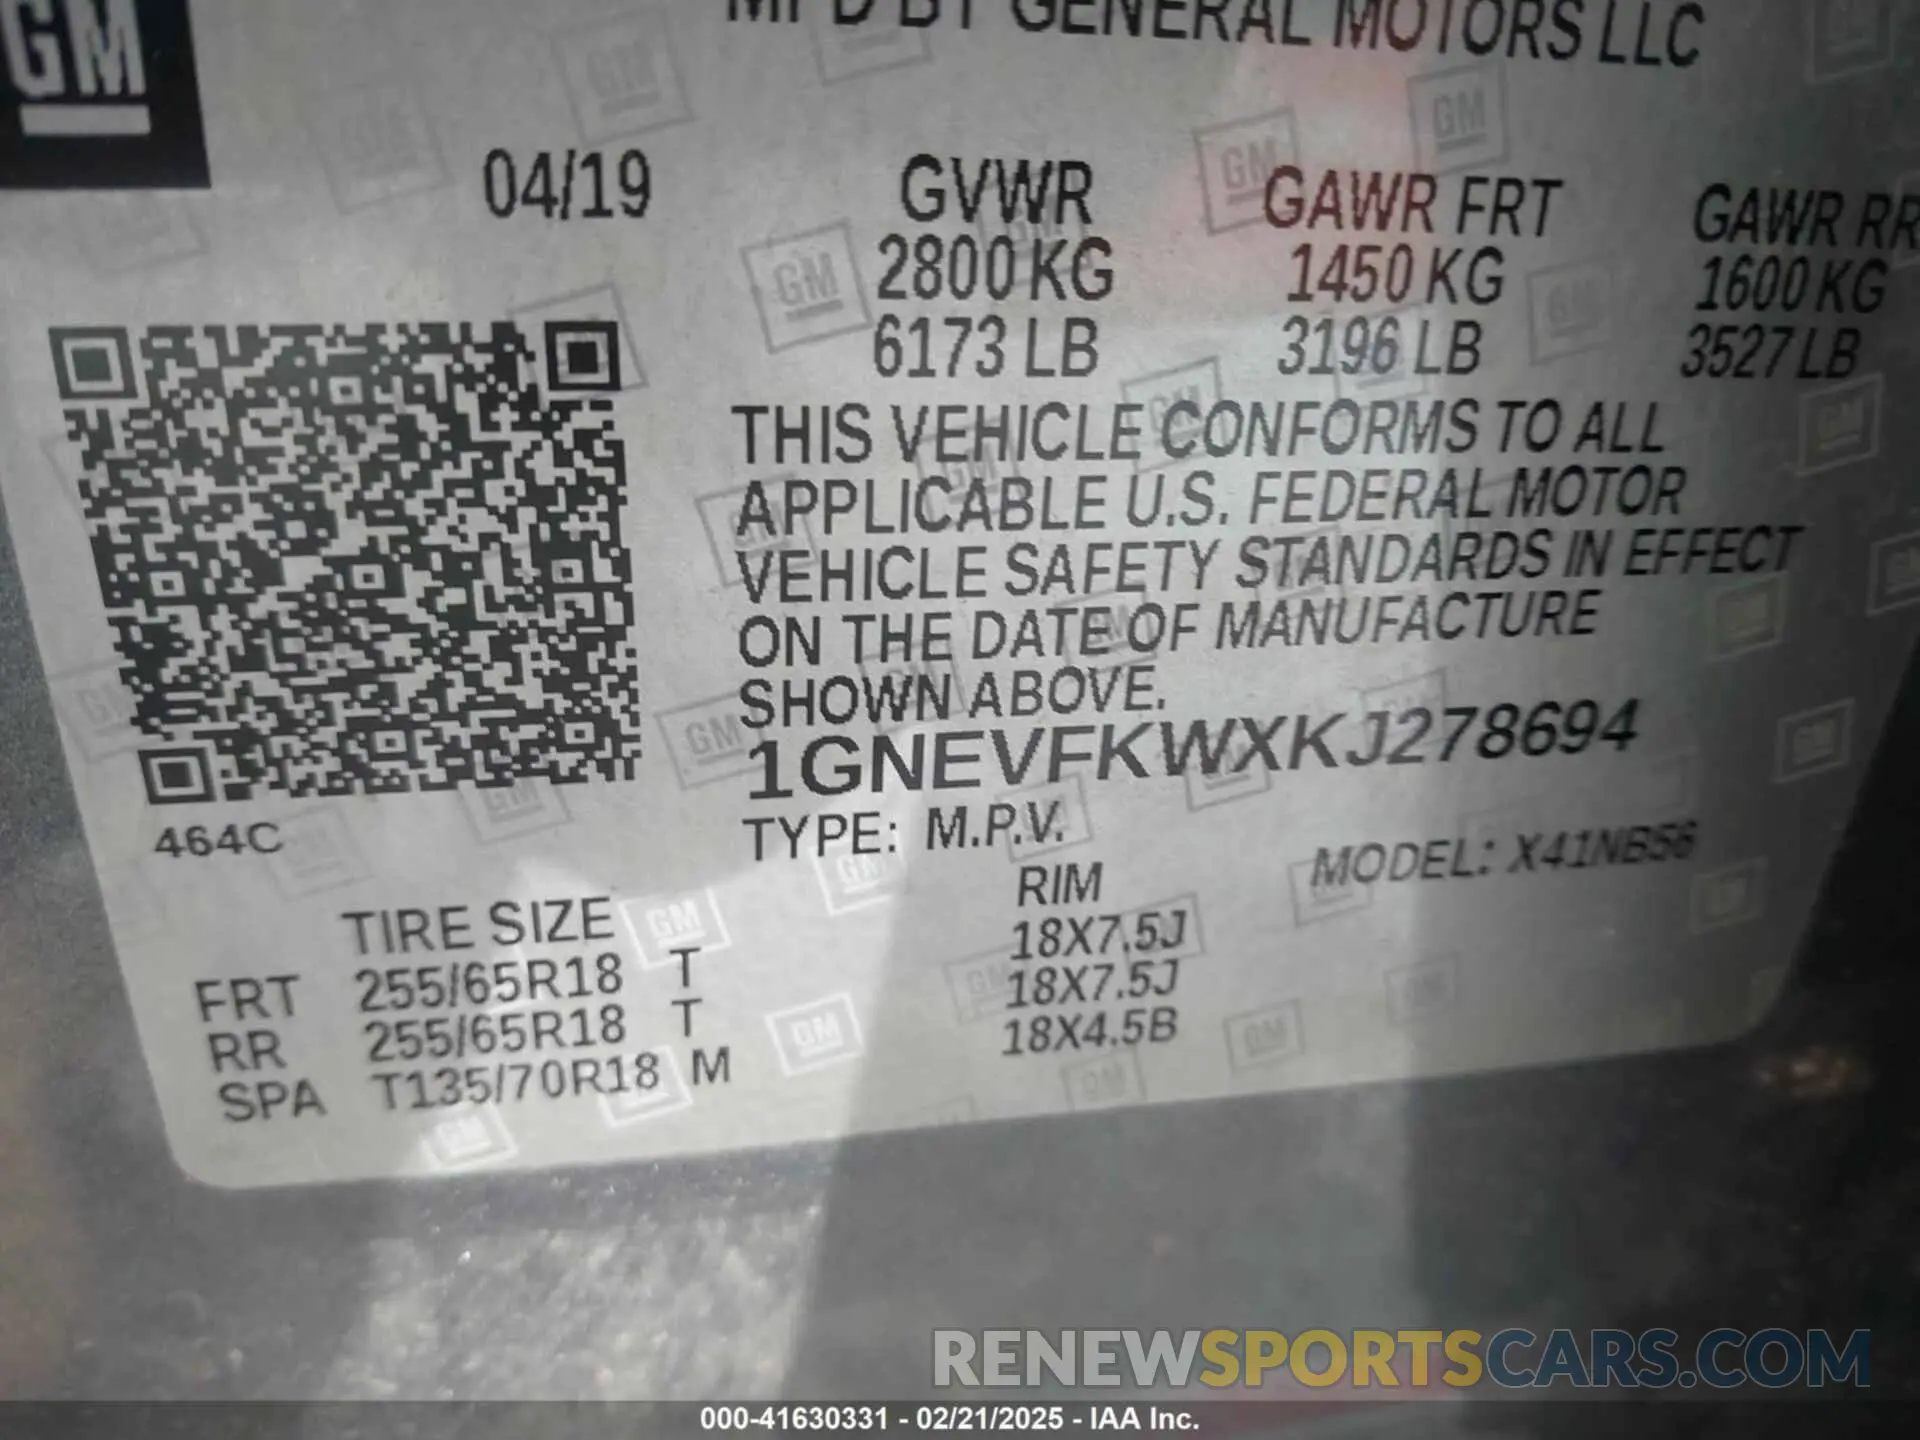 GM
MFD BY GENERAL MOTORS LLC
04/19
GVWR GAWR FRT GAWR RR
2800 KG 1450 KG 1600 KG
6173 LB 3196 LB 3527 LB
THIS VEHICLE CONFORMS TO ALL
APPLICABLE U.S. FEDERAL MOTOR
VEHICLE SAFETY STANDARDS IN EFFECT
ON THE DATE OF MANUFACTURE
SHOWN ABOVE.
1GNEVFKWXKJ278694
464C
TYPE: M.P.V. MODEL: X41NB56
TIRE SIZE RIM
FRT 255/65R18 T 18X7.5J
RR 255/65R18 T 18X7.5J
SPA T135/70R18 M 18X4.5B
RENEWSPORTSCARS.COM
000-41630331 - 02/21/2025 - IAA Inc.